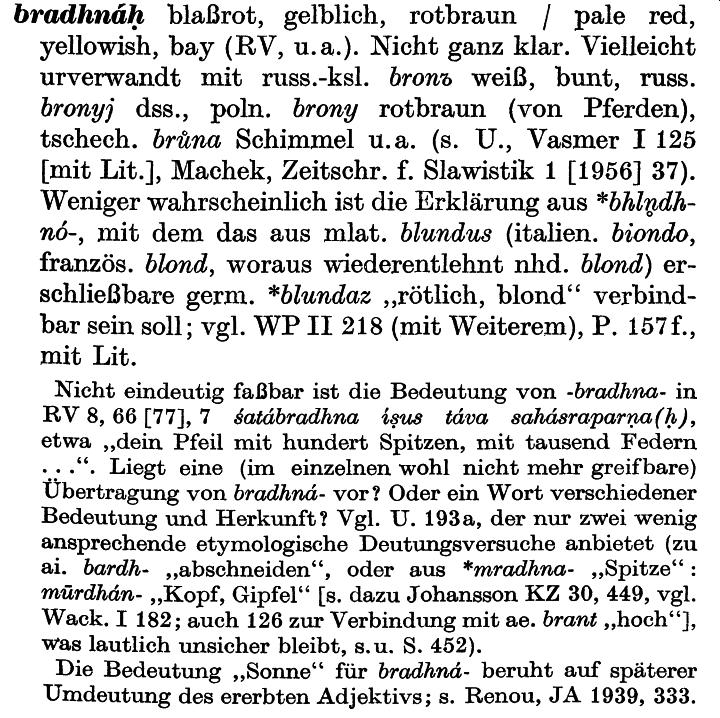 bradhnáḥ blaßrot, gelblich, rotbraun / pale red,
yellowish, bay (RV, u.a.). Nicht ganz klar. Vielleicht
urverwandt mit russ.-ksl. bronъ weiß, bunt, russ.
bronyj dss., poln. brony rotbraun (von Pferden),
tschech. brůna Schimmel u.a. (s. U., Vasmer I 125
[mit Lit.], Machek, Zeitschr. f. Slawistik 1 [1956] 37).
Weniger wahrscheinlich ist die Erklärung aus *bhln̥dh-
nó-, mit dem das aus mlat. blundus (italien. biondo,
französ. blond, woraus wiederentlehnt nhd. blond) er-
schließbare germ. *blundaz „rötlich, blond“ verbind-
bar sein soll; vgl. WP II 218 (mit Weiterem), P. 157f.,
mit Lit.
Nicht eindeutig faßbar ist die Bedeutung von -bradhna- in
RV 8, 66 [77], 7 śatábradhna íṣus táva sahásraparṇa(ḥ),
etwa „dein Pfeil mit hundert Spitzen, mit tausend Federn
...“. Liegt eine (im einzelnen wohl nicht mehr greifbare)
Übertragung von bradhná- vor? Oder ein Wort verschiedener
Bedeutung und Herkunft? Vgl. U. 193a, der nur zwei wenig
ansprechende etymologische Deutungsversuche anbietet (zu
ai. bardh- „abschneiden“, oder aus *mradhna- „Spitze“:
mūrdhán- „Kopf, Gipfel“ [s. dazu Johansson KZ 30, 449, vgl.
Wack. I 182; auch 126 zur Verbindung mit ae. brant „hoch“],
was lautlich unsicher bleibt, s.u. S. 452).
Die Bedeutung „Sonne“ für bradhná- beruht auf späterer
Umdeutung des ererbten Adjektivs; s. Renou, JA 1939, 333.